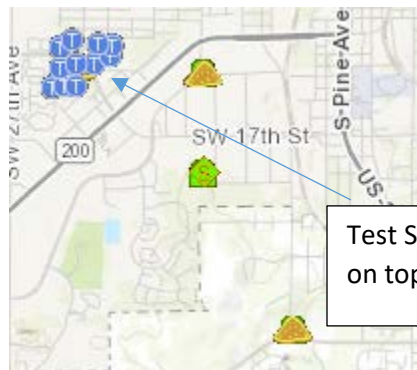 T T T T
T T T T T
T T T
SW 27th Ave
200
SW 17th St
S-Pine-Ave
US-
S
Test S
on top